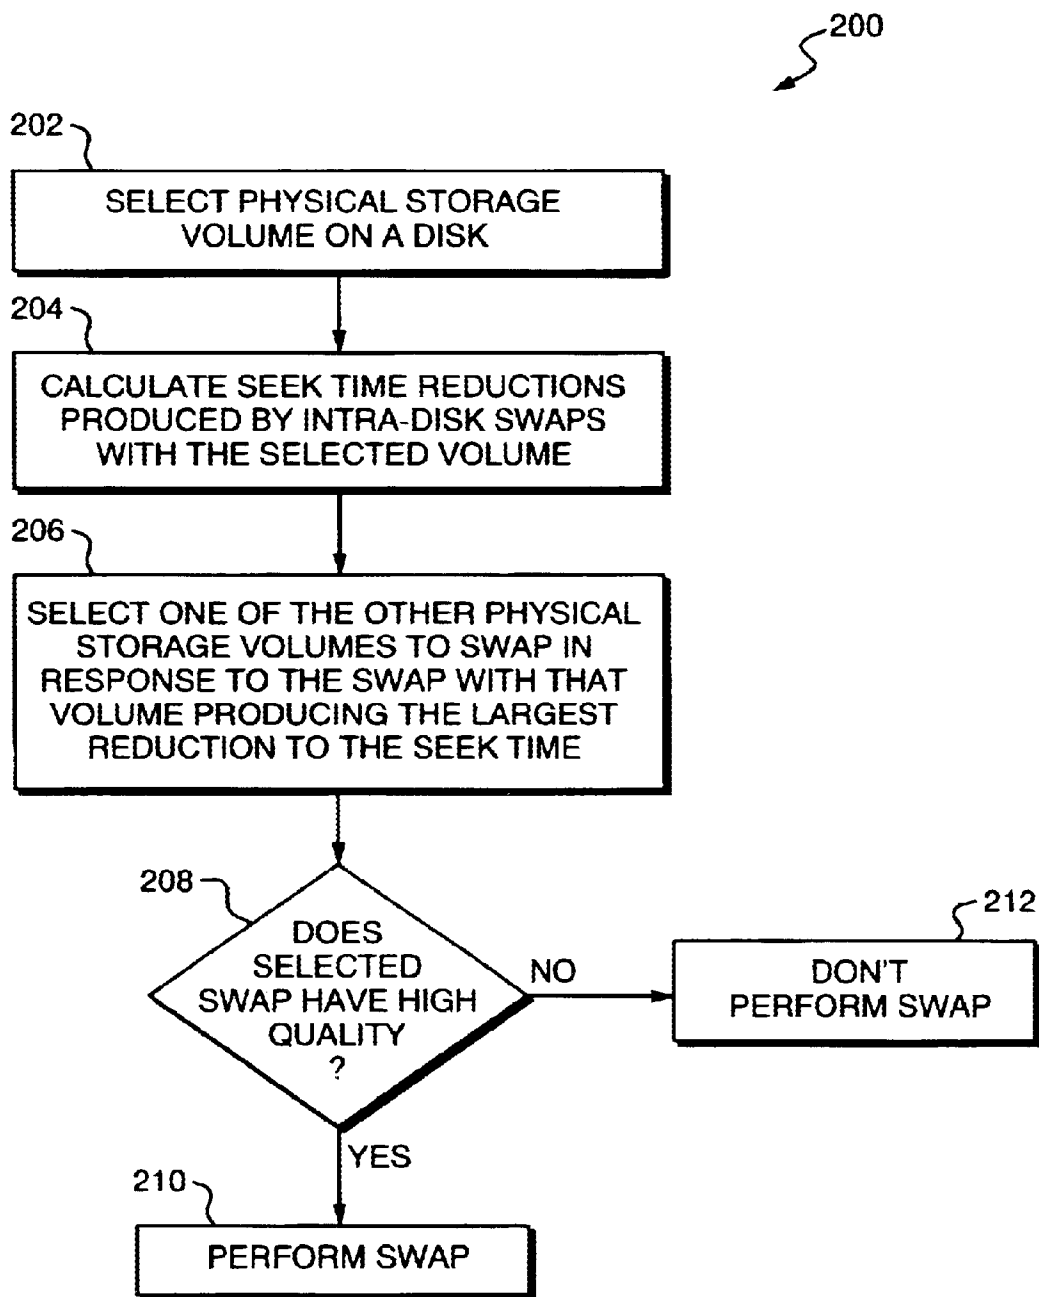 200
202
SELECT PHYSICAL STORAGE
VOLUME ON A DISK
204
CALCULATE SEEK TIME REDUCTIONS
PRODUCED BY INTRA-DISK SWAPS
WITH THE SELECTED VOLUME
206
SELECT ONE OF THE OTHER PHYSICAL
STORAGE VOLUMES TO SWAP IN
RESPONSE TO THE SWAP WITH THAT
VOLUME PRODUCING THE LARGEST
REDUCTION TO THE SEEK TIME
208
DOES
SELECTED
SWAP HAVE HIGH
QUALITY
?
NO
212
DON'T
PERFORM SWAP
YES
210
PERFORM SWAP